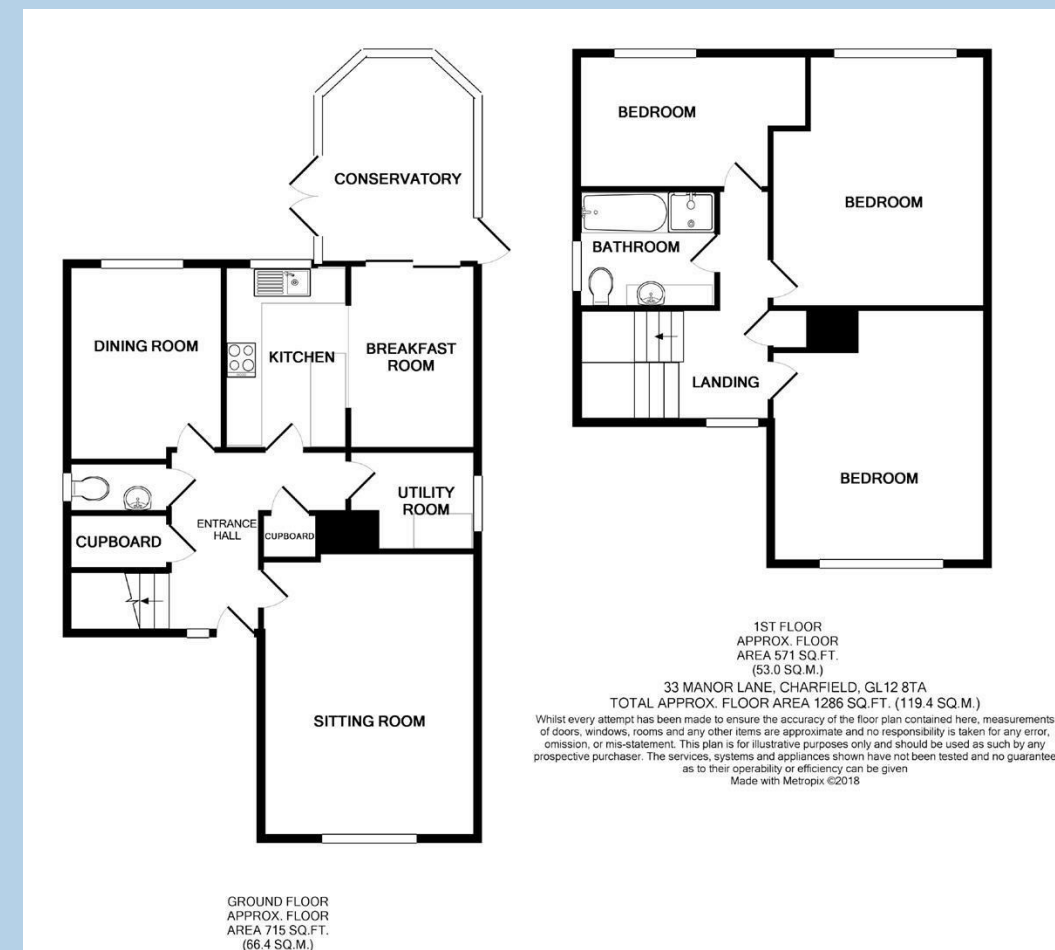 CONSERVATORY
DINING ROOM
KITCHEN
BREAKFAST
ROOM
UTILITY
ROOM
ENTRANCE
HALL
CUPBOARD
CUPBOARD
SITTING ROOM
GROUND FLOOR
APPROX. FLOOR
AREA 715 SQ.FT.
(66.4 SQ.M.)
BEDROOM
BEDROOM
BATHROOM
LANDING
BEDROOM
1ST FLOOR
APPROX. FLOOR
AREA 571 SQ.FT.
(53.0 SQ.M.)
33 MANOR LANE, CHARFIELD, GL12 8TA
TOTAL APPROX. FLOOR AREA 1286 SQ.FT. (119.4 SQ.M.)
Whilst every attempt has been made to ensure the accuracy of the floor plan contained here, measurements
of doors, windows, rooms and any other items are approximate and no responsibility is taken for any error,
omission, or mis-statement. This plan is for illustrative purposes only and should be used as such by any
prospective purchaser. The services, systems and appliances shown have not been tested and no guarantee
as to their operability or efficiency can be given
Made with Metropix ©2018